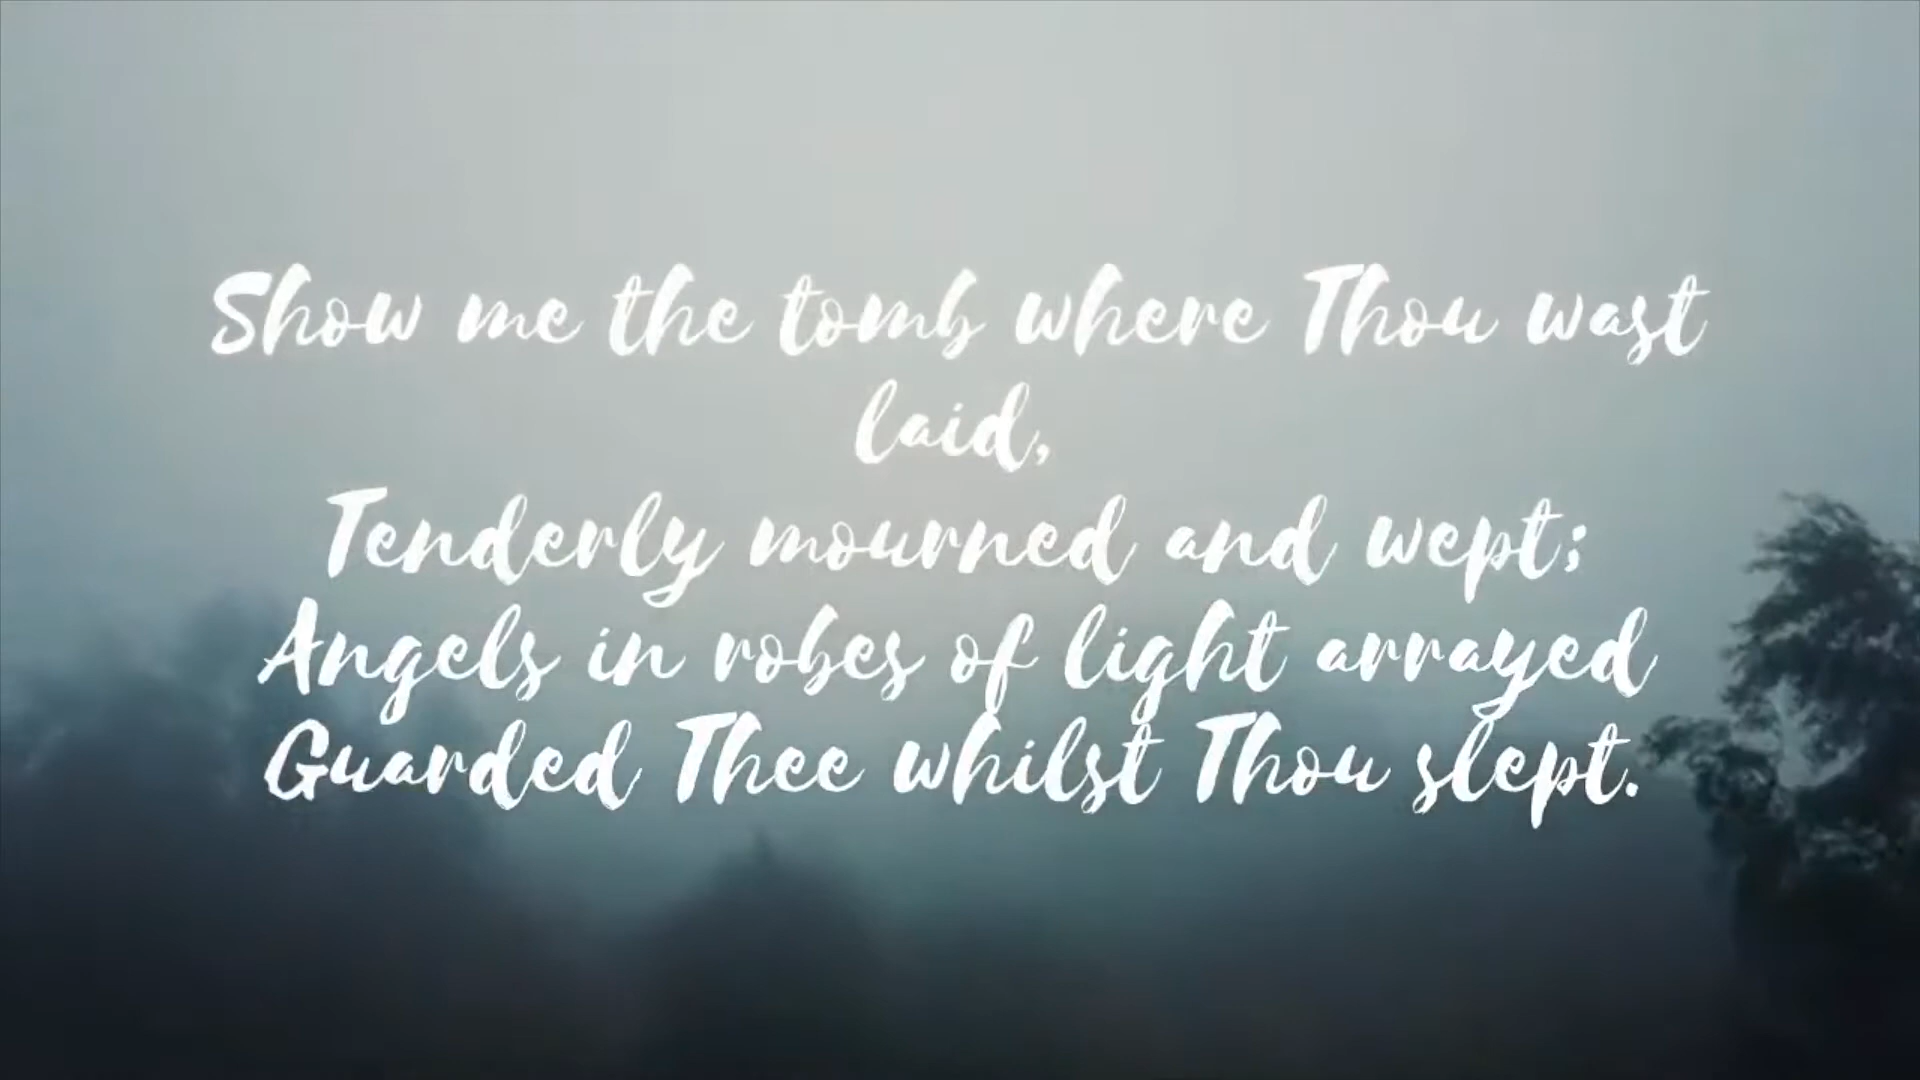 Show me the tomb where Thou wast
laid,
Tenderly mourned and wept;
Angels in robes of light arrayed
Guarded Thee whilst Thou slept.